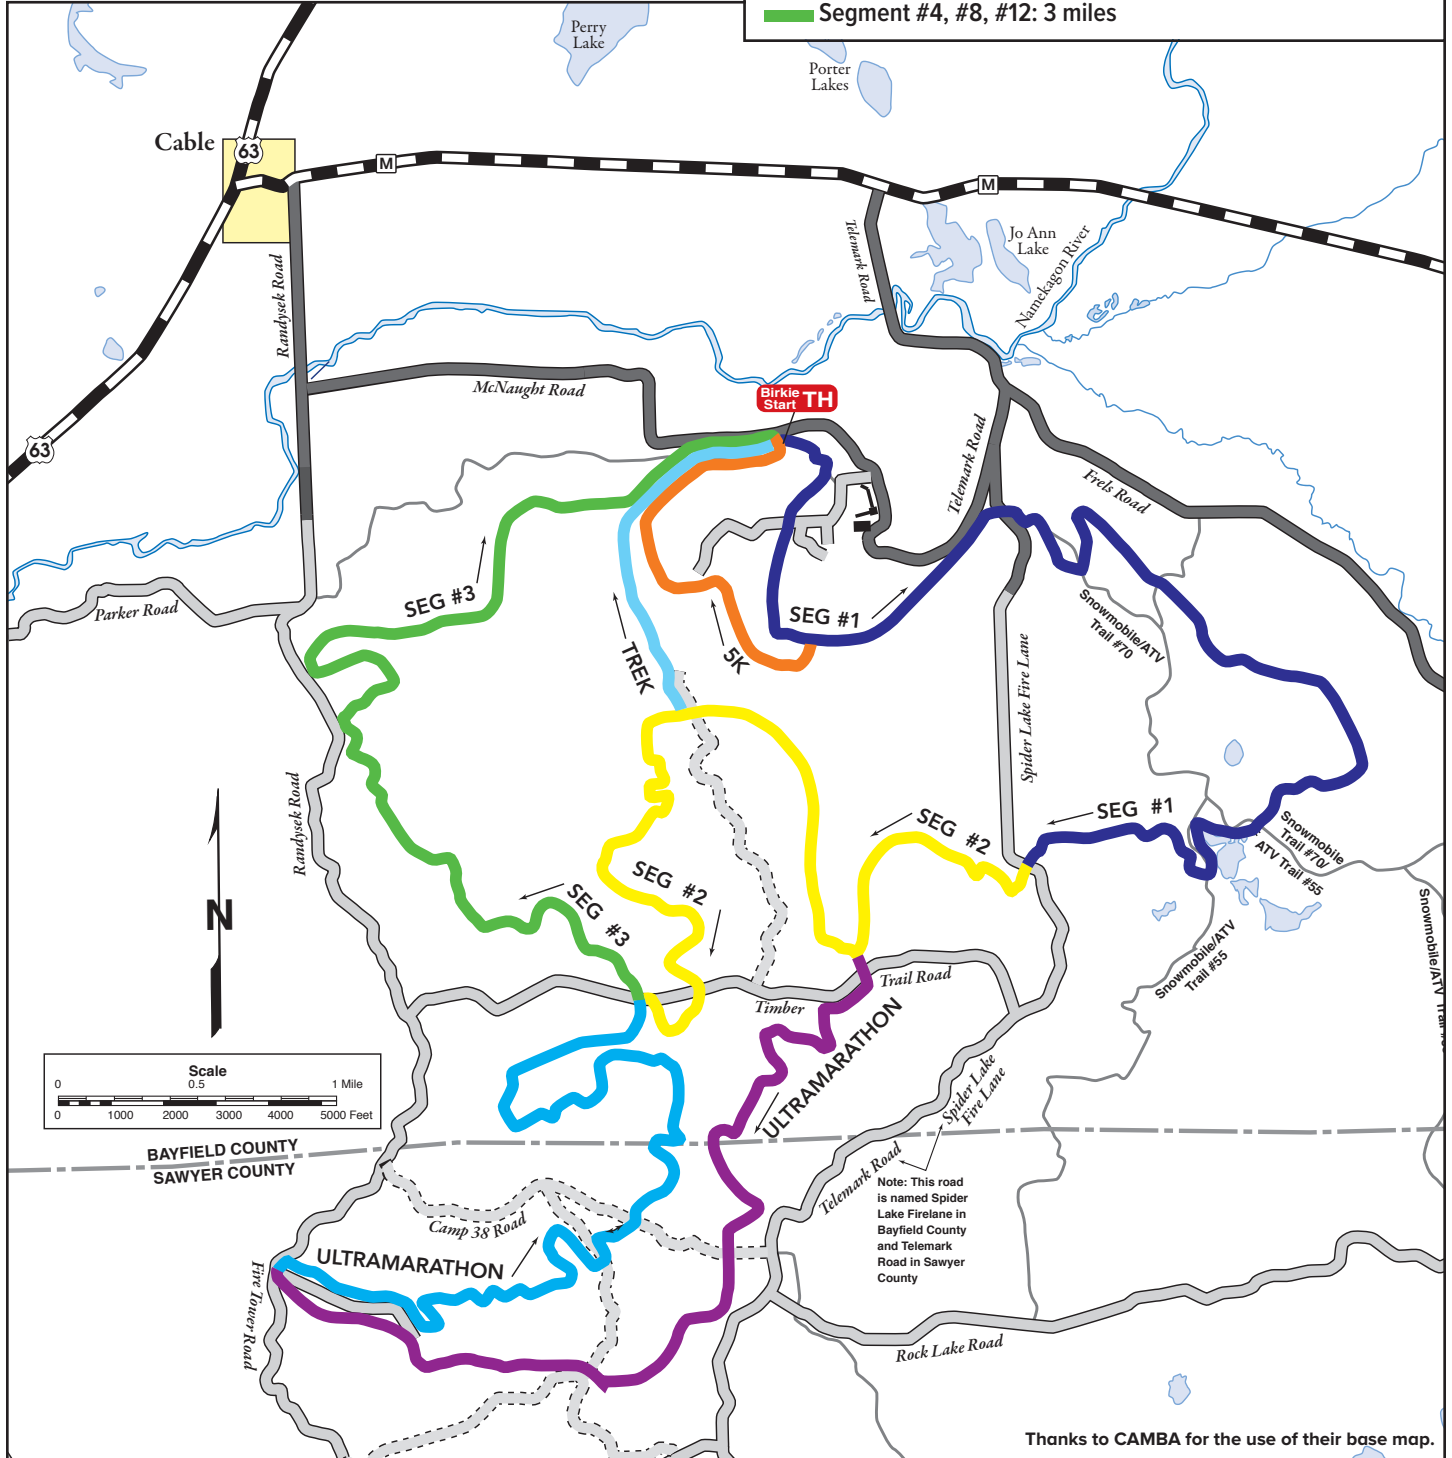 Segment #4, #8, #12: 3 miles
Perry
Lake
Porter
Lakes
Cable
63
M
M
Jo Ann
Lake
Telemark Road
Namekagon River
Randysek Road
McNaught Road
Birkie
Start TH
63
Telemark Road
Frels Road
Parker Road
SEG #3
SEG #1
Snowmobile/ATV
Trail #70
TREK
5K
Spider Lake Fire Lane
Randysek Road
SEG #1
SEG #2
Snowmobile
Trail #70/
ATV Trail #55
SEG #2
SEG #3
N
Snowmobile/ATV
Trail #55
Snowmobile/ATV
Trail Road
Timber
ULTRAMARATHON
Scale
0 0.5 1 Mile
0 1000 2000 3000 4000 5000 Feet
Spider Lake
Fire Lane
BAYFIELD COUNTY
SAWYER COUNTY
Telemark Road
Note: This road
is named Spider
Lake Firelane in
Bayfield County
and Telemark
Road in Sawyer
County
Camp 38 Road
ULTRAMARATHON
Fire Tower Road
Rock Lake Road
Thanks to CAMBA for the use of their base map.